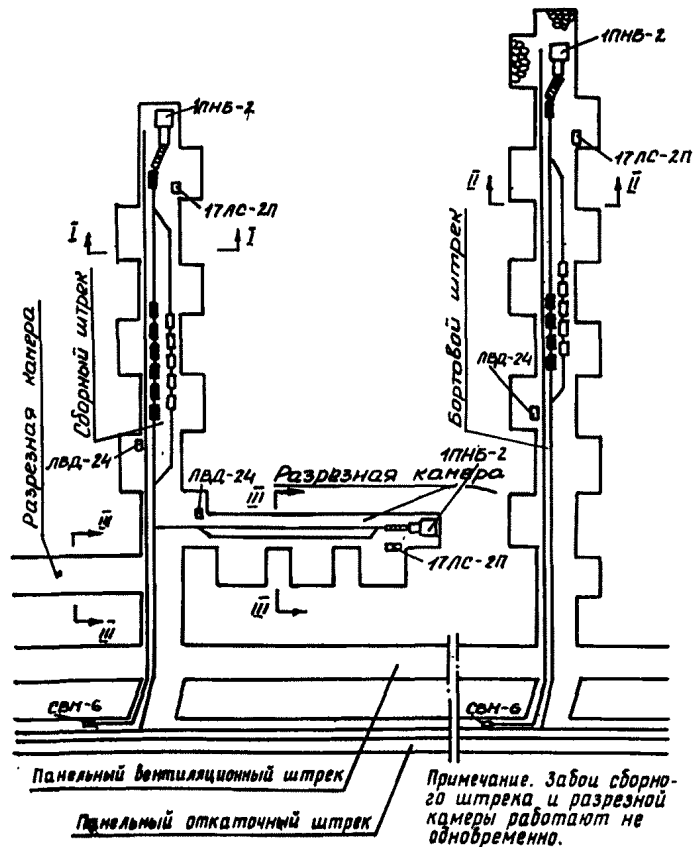 1ПНБ-2
1ПНБ-2
17ЛС-2П
17ЛС-2П
II
II
I
I
Сборный штрек
Бортовой штрек
Разрезная камера
ЛВД-24
ЛВД-24
ЛВД-24
1ПНБ-2
Разрезная камера
III
III
17ЛС-2П
III
III
СВМ-6
СВМ-6
Панельный вентиляционный штрек
Панельный откаточный штрек
Примечание. Забои сборно-
го штрека и разрезной
камеры работают не
одновременно.